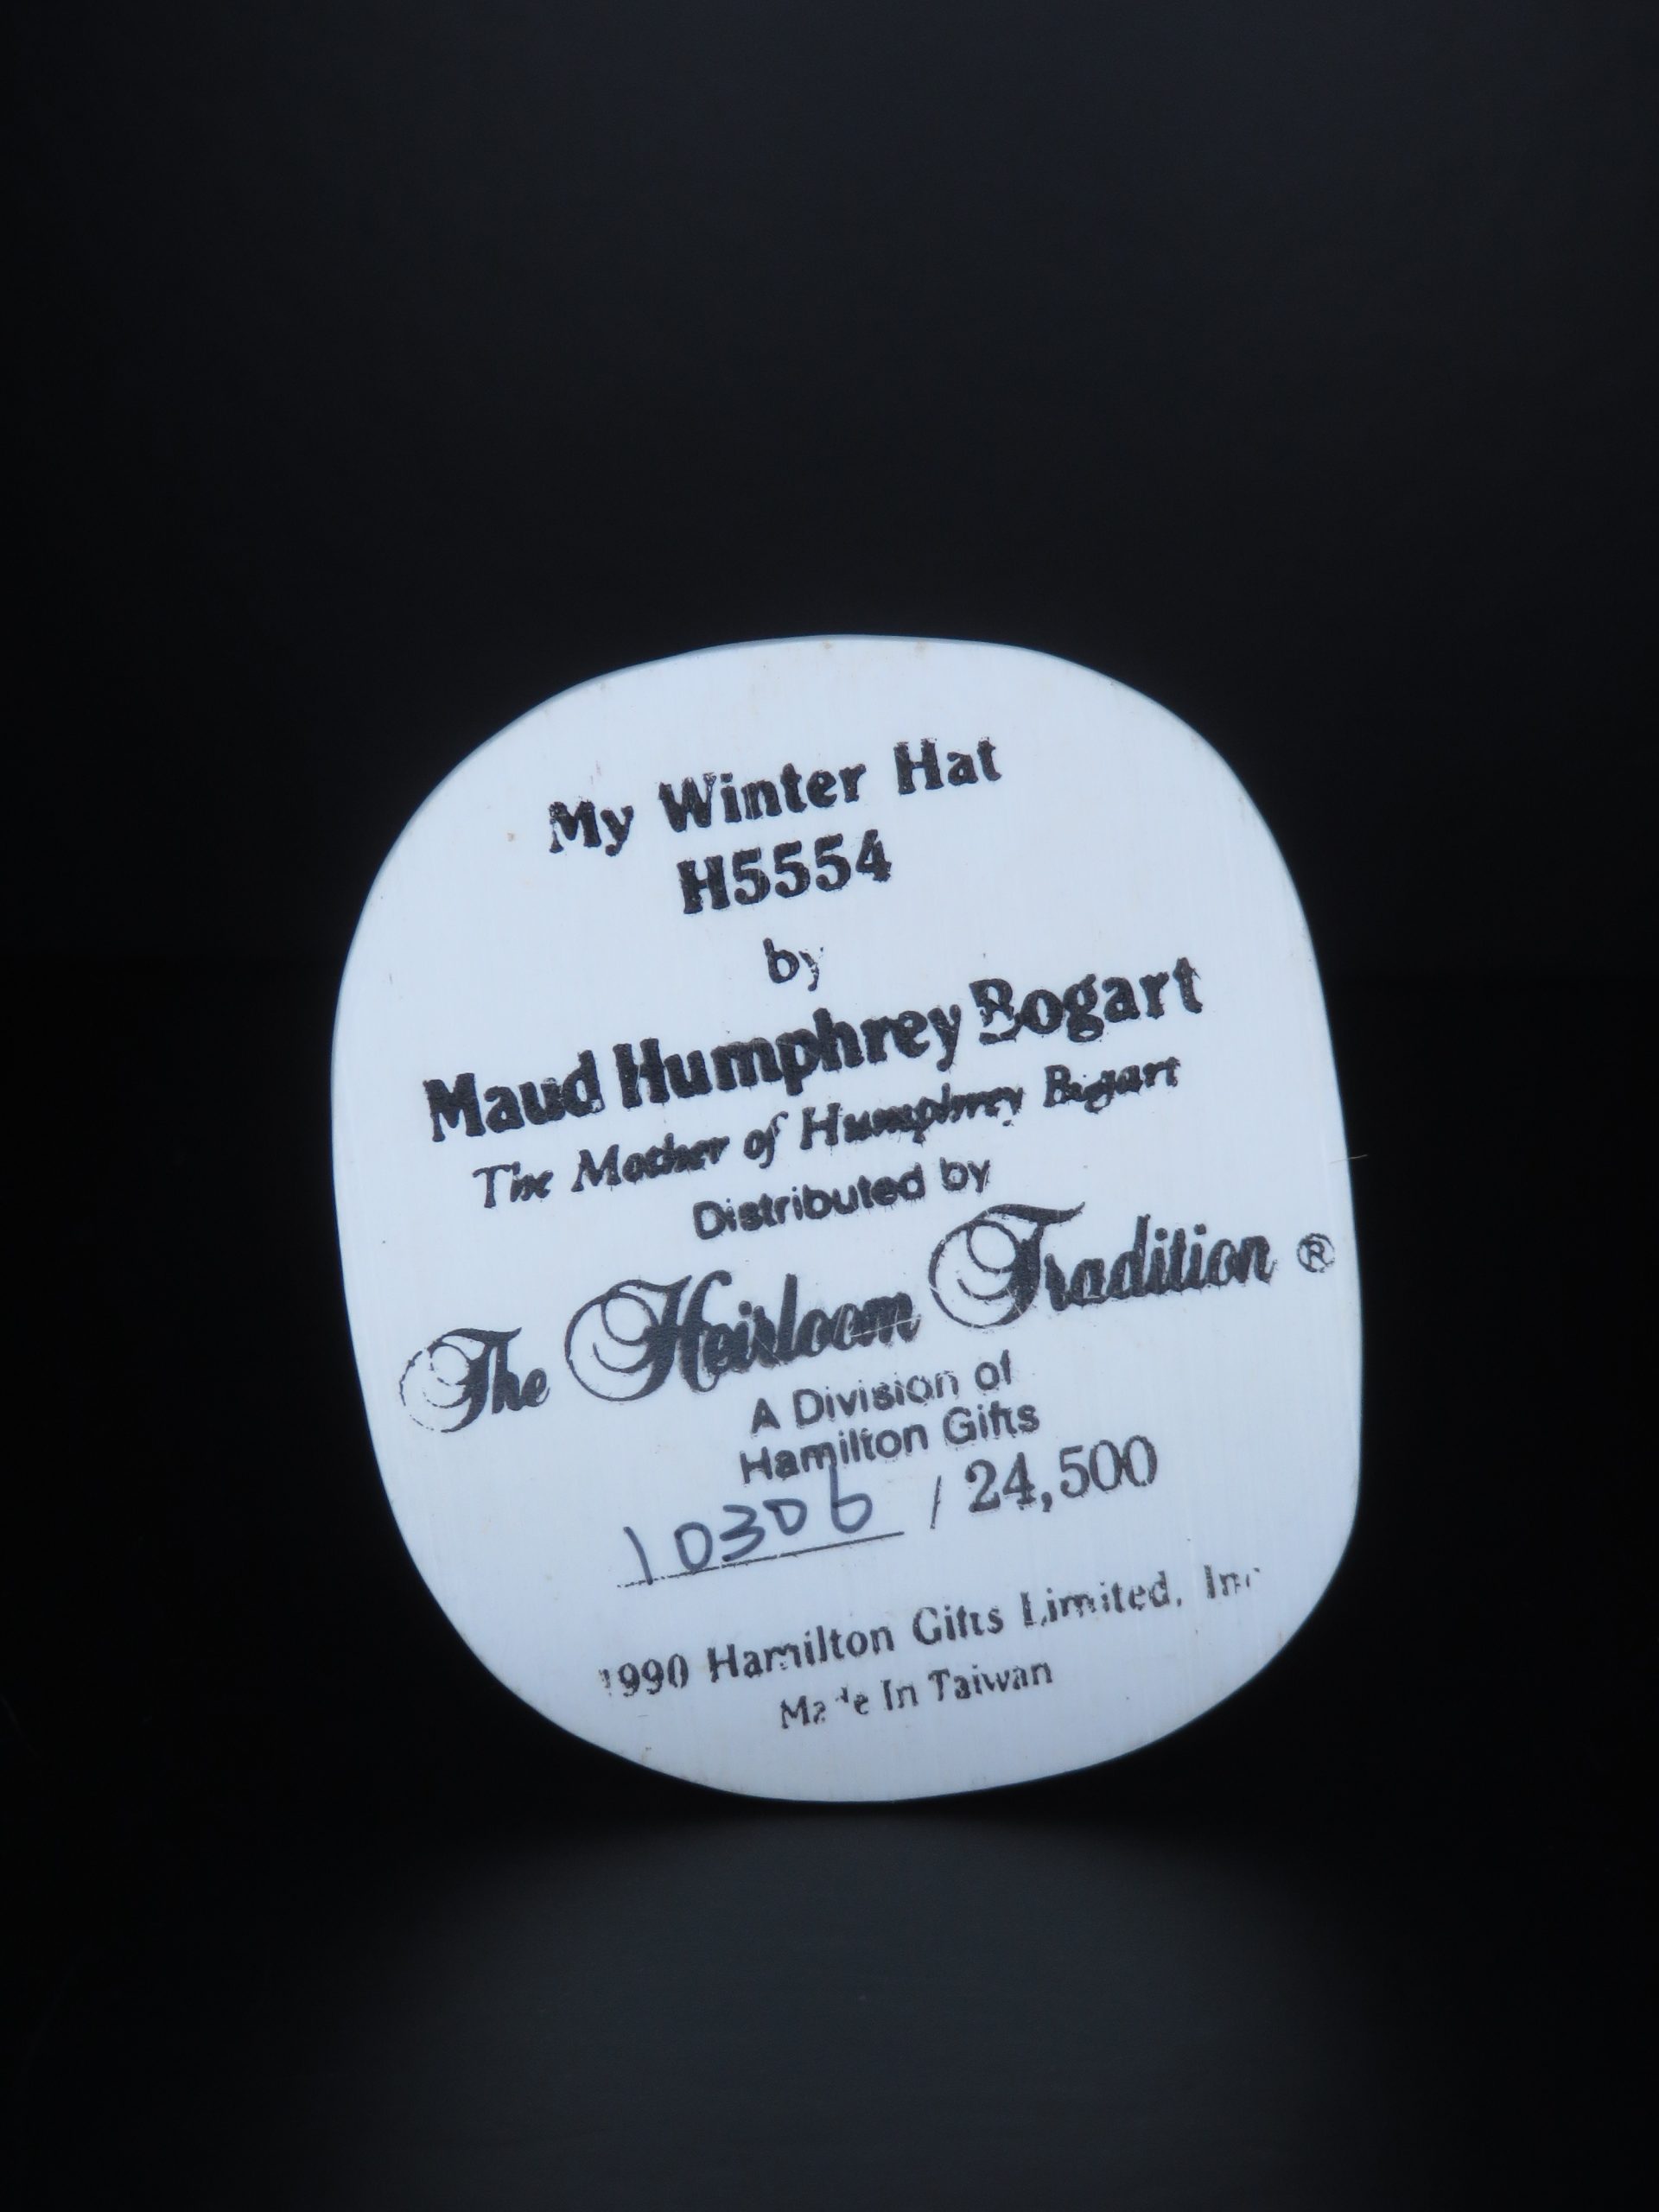 My Winter Hat
H5554
by
Maud Humphrey Bogart
The Mother of Humphrey Bogart
Distributed by
The Heirloom Tradition ®
A Division of
Hamilton Gifts
10306 / 24,500
1990 Hamilton Gifts Limited, Inc
Made In Taiwan